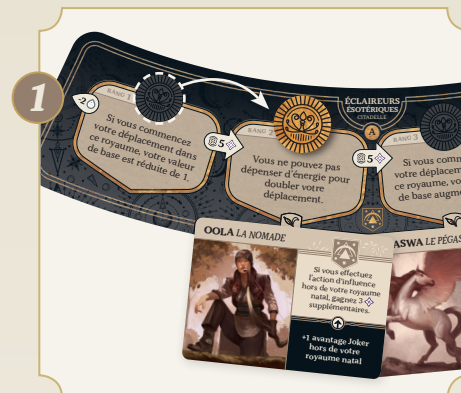 1
RANG 1
-2
Si vous commencez
votre déplacement dans
ce royaume, votre valeur
de base est réduite de 1.
5
RANG 2
Vous ne pouvez pas
dépenser d'énergie pour
doubler votre
déplacement.
ÉCLAIREURS
ÉSOTÉRIQUES
CITADELLE
A
5
RANG 3
Si vous comm
votre déplacem
ce royaume, vo
de base augm
OOLA LA NOMADE
Si vous effectuez
l'action d'influence
hors de votre royaume
natal, gagnez 3
supplémentaires.
+1 avantage Joker
hors de votre
royaume natal
ASWA LE PÉGAS